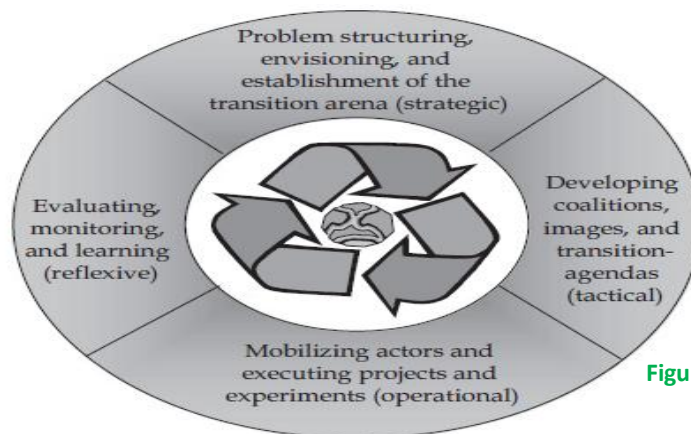 Problem structuring,
envisioning, and
establishment of the
transition arena (strategic)
Developing
coalitions,
images, and
transition-
agendas
(tactical)
Mobilizing actors and
executing projects and
experiments (operational)
Evaluating,
monitoring,
and learning
(reflexive)
Figu